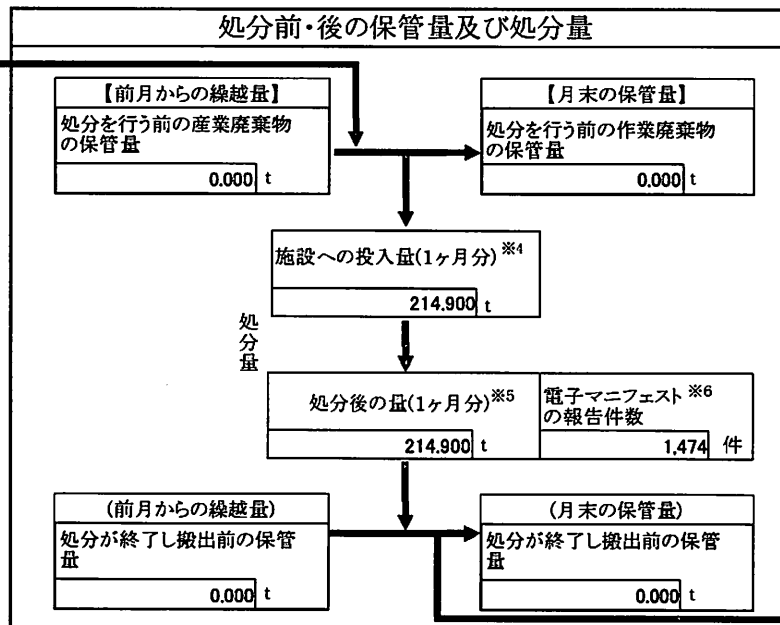 処分前・後の保管量及び処分量
【前月からの繰越量】
処分を行う前の産業廃棄物
の保管量
0.000 t
【月末の保管量】
処分を行う前の作業廃棄物
の保管量
0.000 t
施設への投入量(1ヶ月分)※4
214.900 t
処分量
処分後の量(1ヶ月分)※5
214.900 t
電子マニフェスト※6
の報告件数
1,474 件
(前月からの繰越量)
処分が終了し搬出前の保管
量
0.000 t
(月末の保管量)
処分が終了し搬出前の保管
量
0.000 t